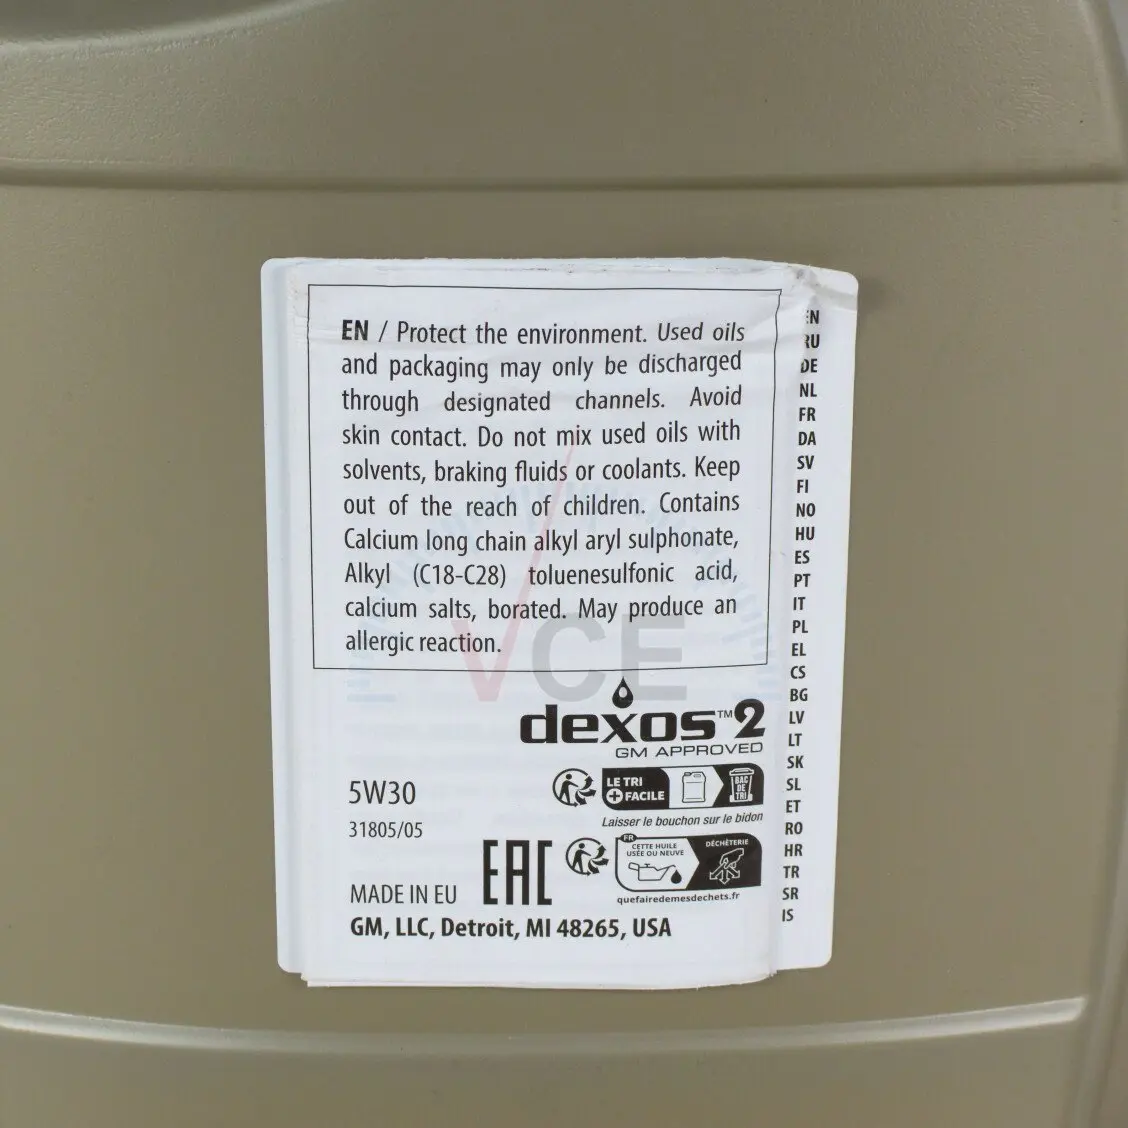 EN / Protect the environment. Used oils
and packaging may only be discharged
through designated channels. Avoid
skin contact. Do not mix used oils with
solvents, braking fluids or coolants. Keep
out of the reach of children. Contains
Calcium long chain alkyl aryl sulphonate,
Alkyl (C18-C28) toluenesulfonic acid,
calcium salts, borated. May produce an
allergic reaction.
VCE
dexos™2
GM APPROVED
LE TRI
+ FACILE
BAC
DE
TRI
Laisser le bouchon sur le bidon
5W30
31805/05
FR
CETTE HUILE
USÉE OU NEUVE
DÉCHÈTERIE
quefairedemesdechets.fr
EAC
MADE IN EU
GM, LLC, Detroit, MI 48265, USA
EN
RU
DE
NL
FR
DA
SV
FI
NO
HU
ES
PT
IT
PL
EL
CS
BG
LV
LT
SK
SL
ET
RO
HR
TR
SR
IS